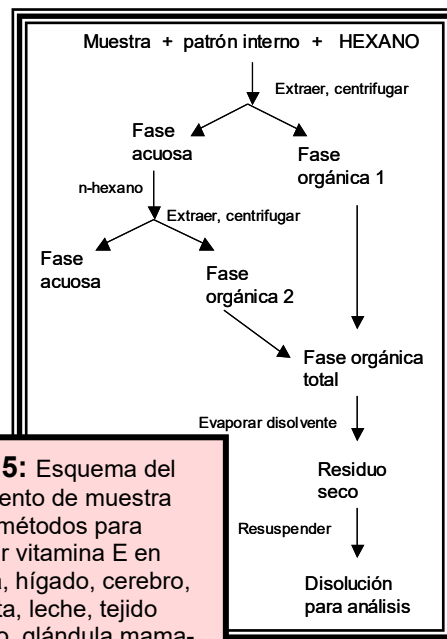 Muestra + patrón interno + HEXANO
Extraer, centrifugar
Fase
acuosa
Fase
orgánica 1
n-hexano
Extraer, centrifugar
Fase
acuosa
Fase
orgánica 2
Fase orgánica
total
Evaporar disolvente
Residuo
seco
Resuspender
Disolución
para análisis
5: Esquema del
ento de muestra
métodos para
r vitamina E en
, hígado, cerebro,
ta, leche, tejido
o, glándula mama-